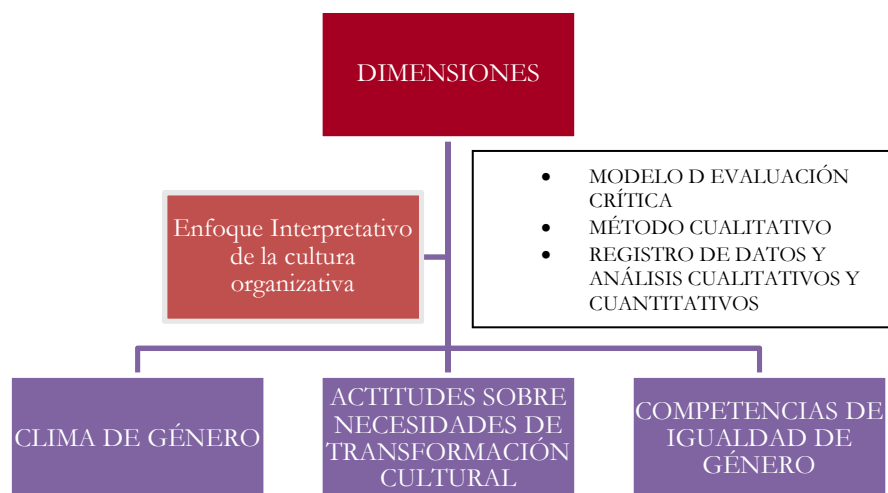 DIMENSIONES
Enfoque Interpretativo
de la cultura
organizativa
• MODELO D EVALUACIÓN
CRÍTICA
• MÉTODO CUALITATIVO
• REGISTRO DE DATOS Y
ANÁLISIS CUALITATIVOS Y
CUANTITATIVOS
CLIMA DE GÉNERO
ACTITUDES SOBRE
NECESIDADES DE
TRANSFORMACIÓN
CULTURAL
COMPETENCIAS DE
IGUALDAD DE
GÉNERO